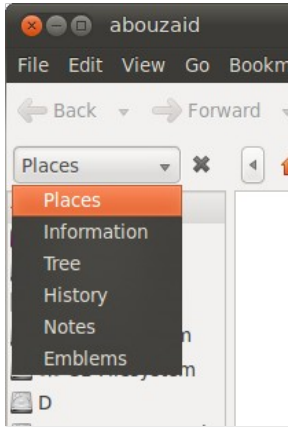 abouzaid
File Edit View Go Bookm
Back Forward
Places
Places
Information
Tree
History
Notes
Emblems
D